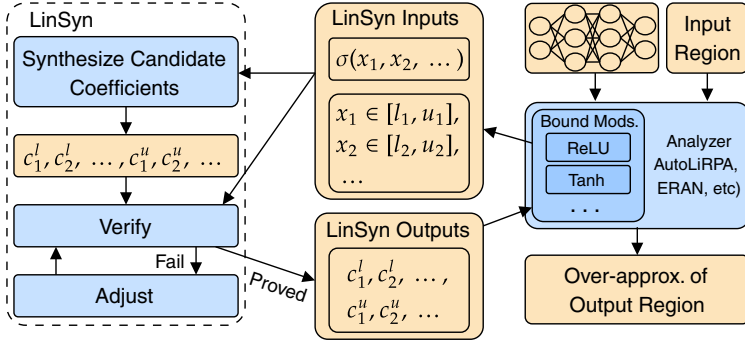 LinSyn
Synthesize Candidate
Coefficients
c₁ˡ, c₂ˡ, … , c₁ᵘ, c₂ᵘ, …
Verify
Fail
Adjust
Proved
LinSyn Inputs
σ(x₁, x₂, …)
x₁ ∈ [l₁, u₁],
x₂ ∈ [l₂, u₂],
…
LinSyn Outputs
c₁ˡ, c₂ˡ, … ,
c₁ᵘ, c₂ᵘ, …
Input
Region
Bound Mods.
ReLU
Tanh
...
Analyzer
AutoLiRPA,
ERAN, etc)
Over-approx. of
Output Region